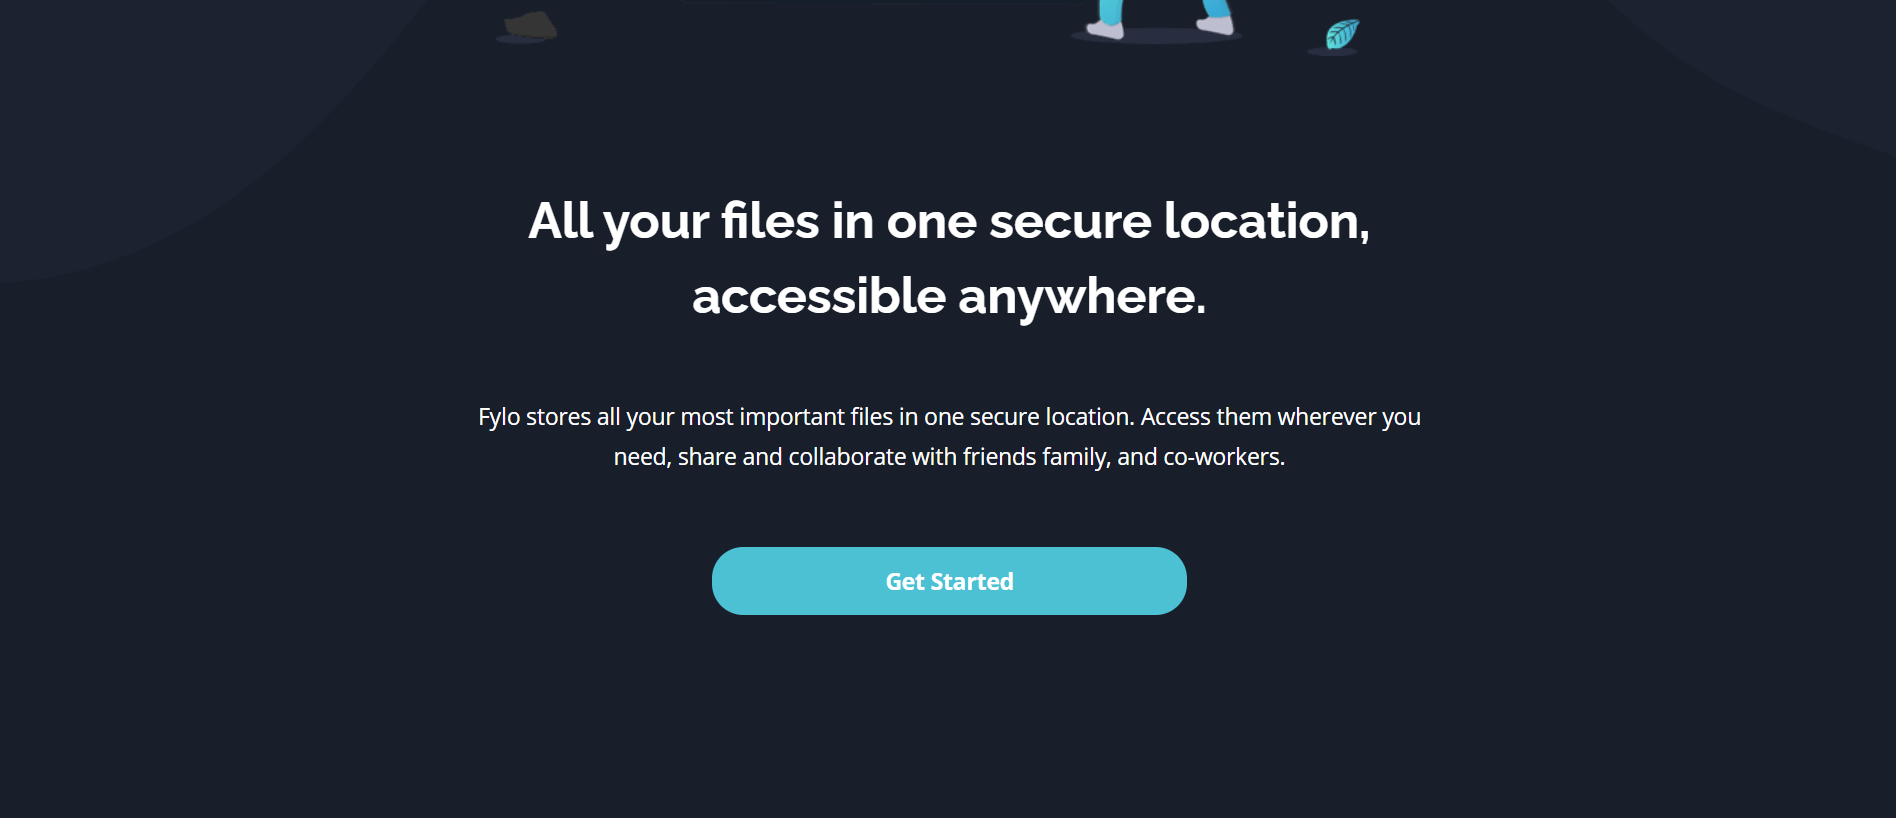 All your files in one secure location,
accessible anywhere.
Fylo stores all your most important files in one secure location. Access them wherever you
need, share and collaborate with friends family, and co-workers.
Get Started